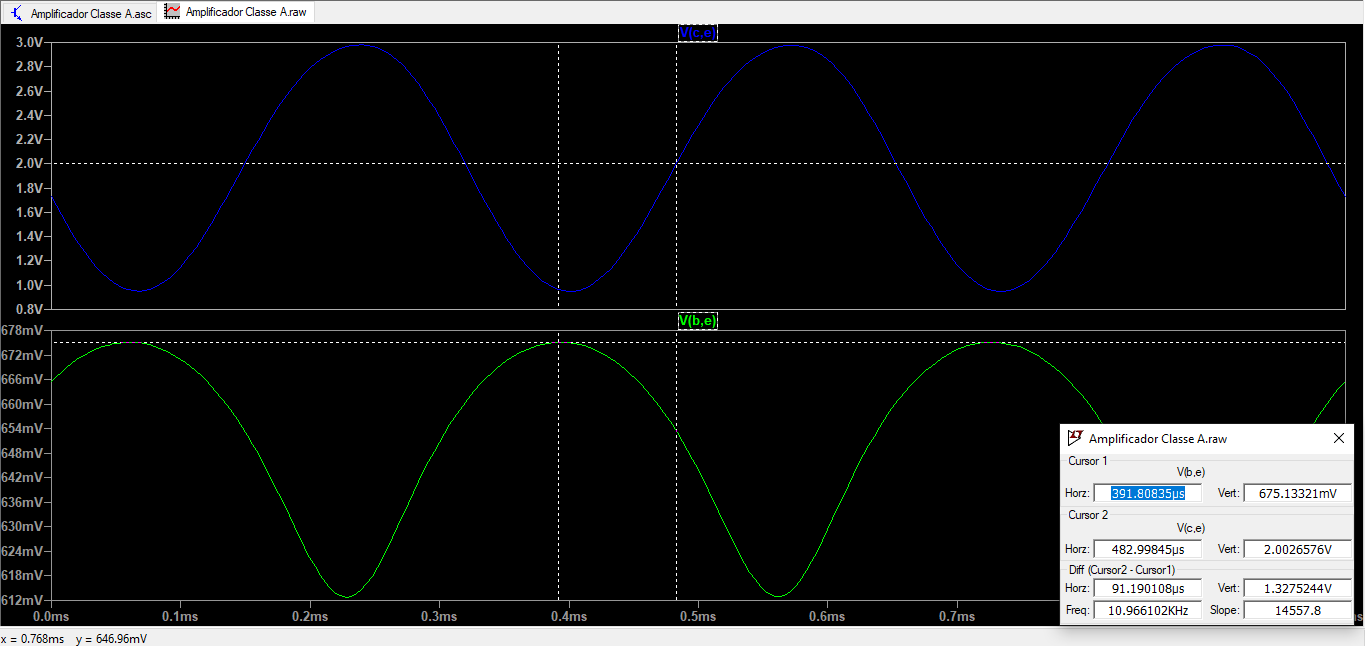 Amplificador Classe A.asc Amplificador Classe A.raw
V(c,e)
3.0V
2.8V
2.6V
2.4V
2.2V
2.0V
1.8V
1.6V
1.4V
1.2V
1.0V
0.8V
V(b,e)
678mV
672mV
666mV
660mV
654mV
648mV
642mV
636mV
630mV
624mV
618mV
612mV
0.0ms 0.1ms 0.2ms 0.3ms 0.4ms 0.5ms 0.6ms 0.7ms
Amplificador Classe A.raw
Cursor 1
V(b,e)
Horz: 391.80835µs Vert: 675.13321mV
Cursor 2
V(c,e)
Horz: 482.99845µs Vert: 2.0026576V
Diff (Cursor2 - Cursor1)
Horz: 91.190108µs Vert: 1.3275244V
Freq: 10.966102KHz Slope: 14557.8
x = 0.768ms y = 646.96mV